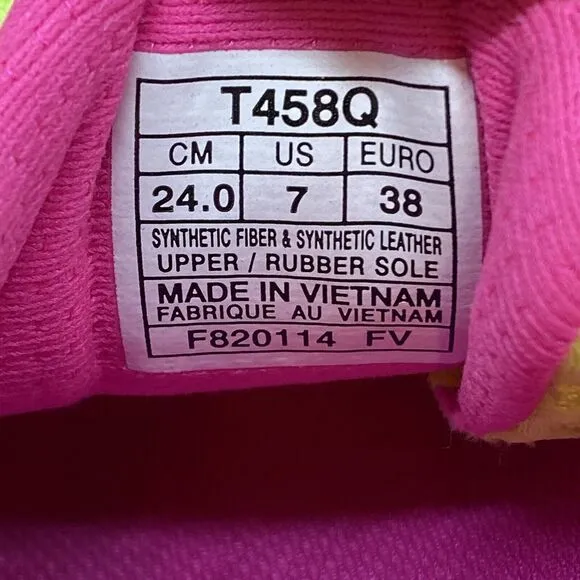 T458Q
CM US EURO
24.0 7 38
SYNTHETIC FIBER & SYNTHETIC LEATHER
UPPER / RUBBER SOLE
MADE IN VIETNAM
FABRIQUE AU VIETNAM
F820114 FV